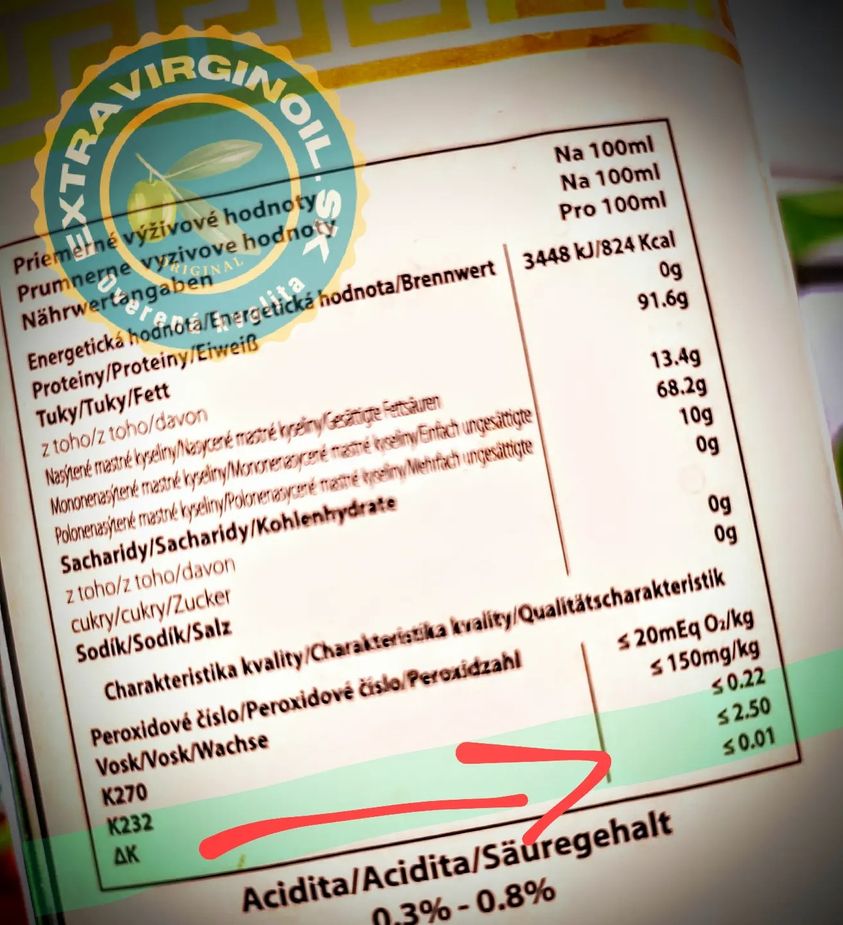 EXTRAVIRGINOIL.SK
ORIGINAL
Overená kvalita
Na 100ml
Na 100ml
Pro 100ml
Priemerné výživové hodnoty
Prumnerne vyzivove hodnoty
Nährwertangaben
Energetická hodnota/Energetická hodnota/Brennwert 3448 kJ/824 Kcal
Proteiny/Proteiny/Eiweiß 0g
Tuky/Tuky/Fett 91.6g
z toho/z toho/davon
Nasýtené mastné kyseliny/Nasycené mastné kyseliny/Gesättigte Fettsäuren 13.4g
Mononenasýtené mastné kyseliny/Mononenasycené mastné kyseliny/Einfach ungesättigte 68.2g
Polonenasýtené mastné kyseliny/Polonenasycené mastné kyseliny/Mehrfach ungesättigte 10g
Sacharidy/Sacharidy/Kohlenhydrate 0g
z toho/z toho/davon
cukry/cukry/Zucker 0g
Sodík/Sodík/Salz 0g
Charakteristika kvality/Charakteristika kvality/Qualitätscharakteristik
Peroxidové číslo/Peroxidové číslo/Peroxidzahl ≤ 20mEq O₂/kg
Vosk/Vosk/Wachse ≤ 150mg/kg
K270 ≤ 0.22
K232 ≤ 2.50
ΔK ≤ 0.01
Acidita/Acidita/Säuregehalt
0.3% - 0.8%